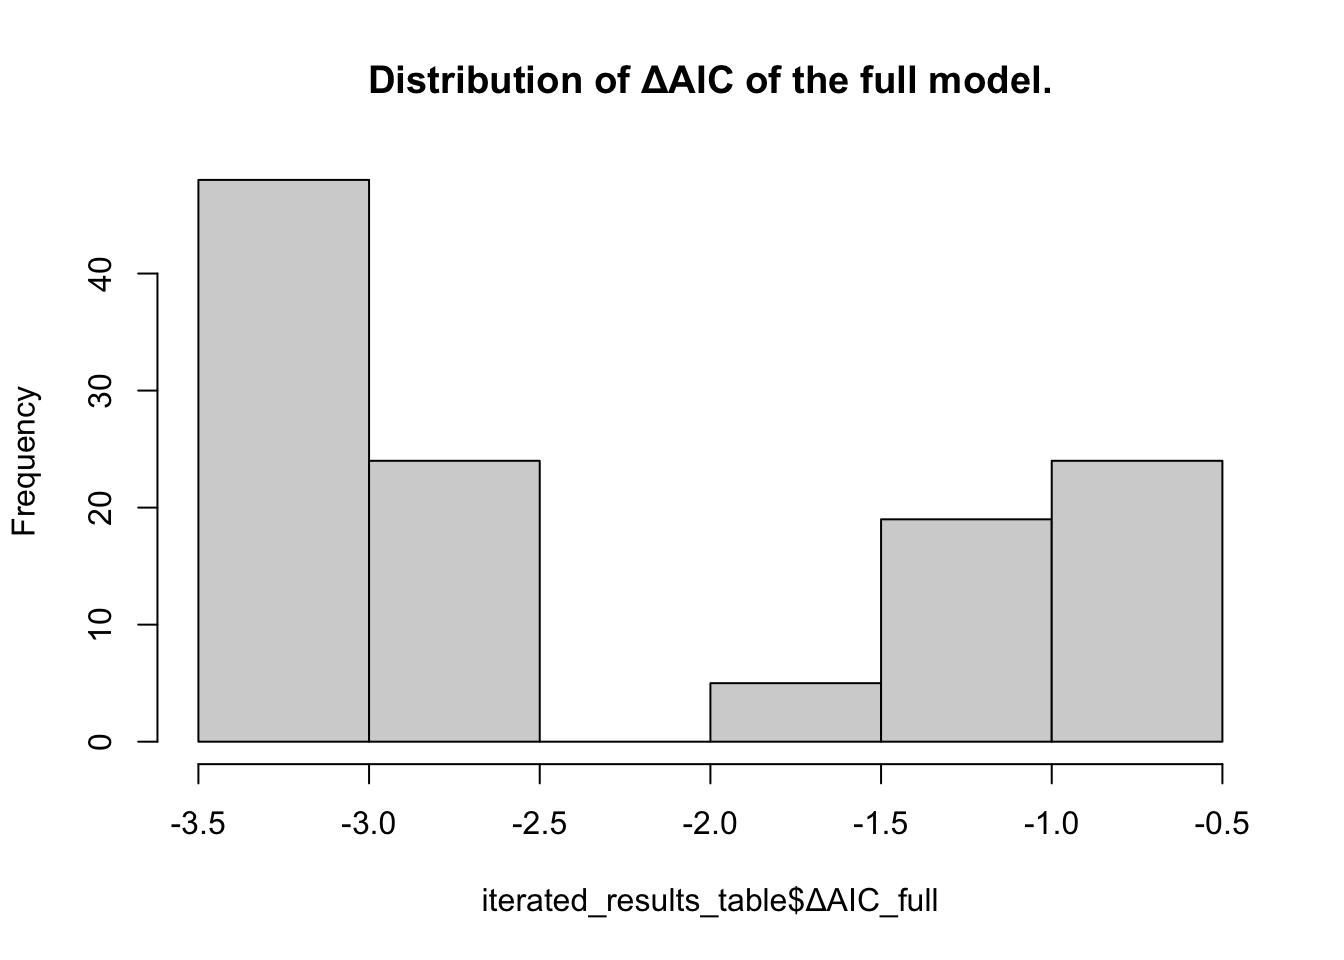 Distribution of ΔAIC of the full model.
Frequency
40
30
20
10
0
-3.5 -3.0 -2.5 -2.0 -1.5 -1.0 -0.5
iterated_results_table$ΔAIC_full